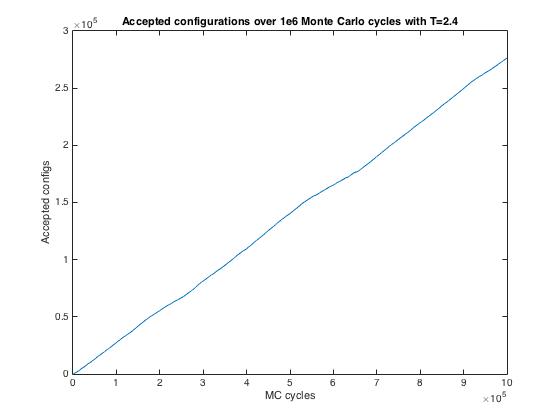 Accepted configurations over 1e6 Monte Carlo cycles with T=2.4
×10^5
3
2.5
2
1.5
1
0.5
0
Accepted configs
0 1 2 3 4 5 6 7 8 9 10
MC cycles
×10^5